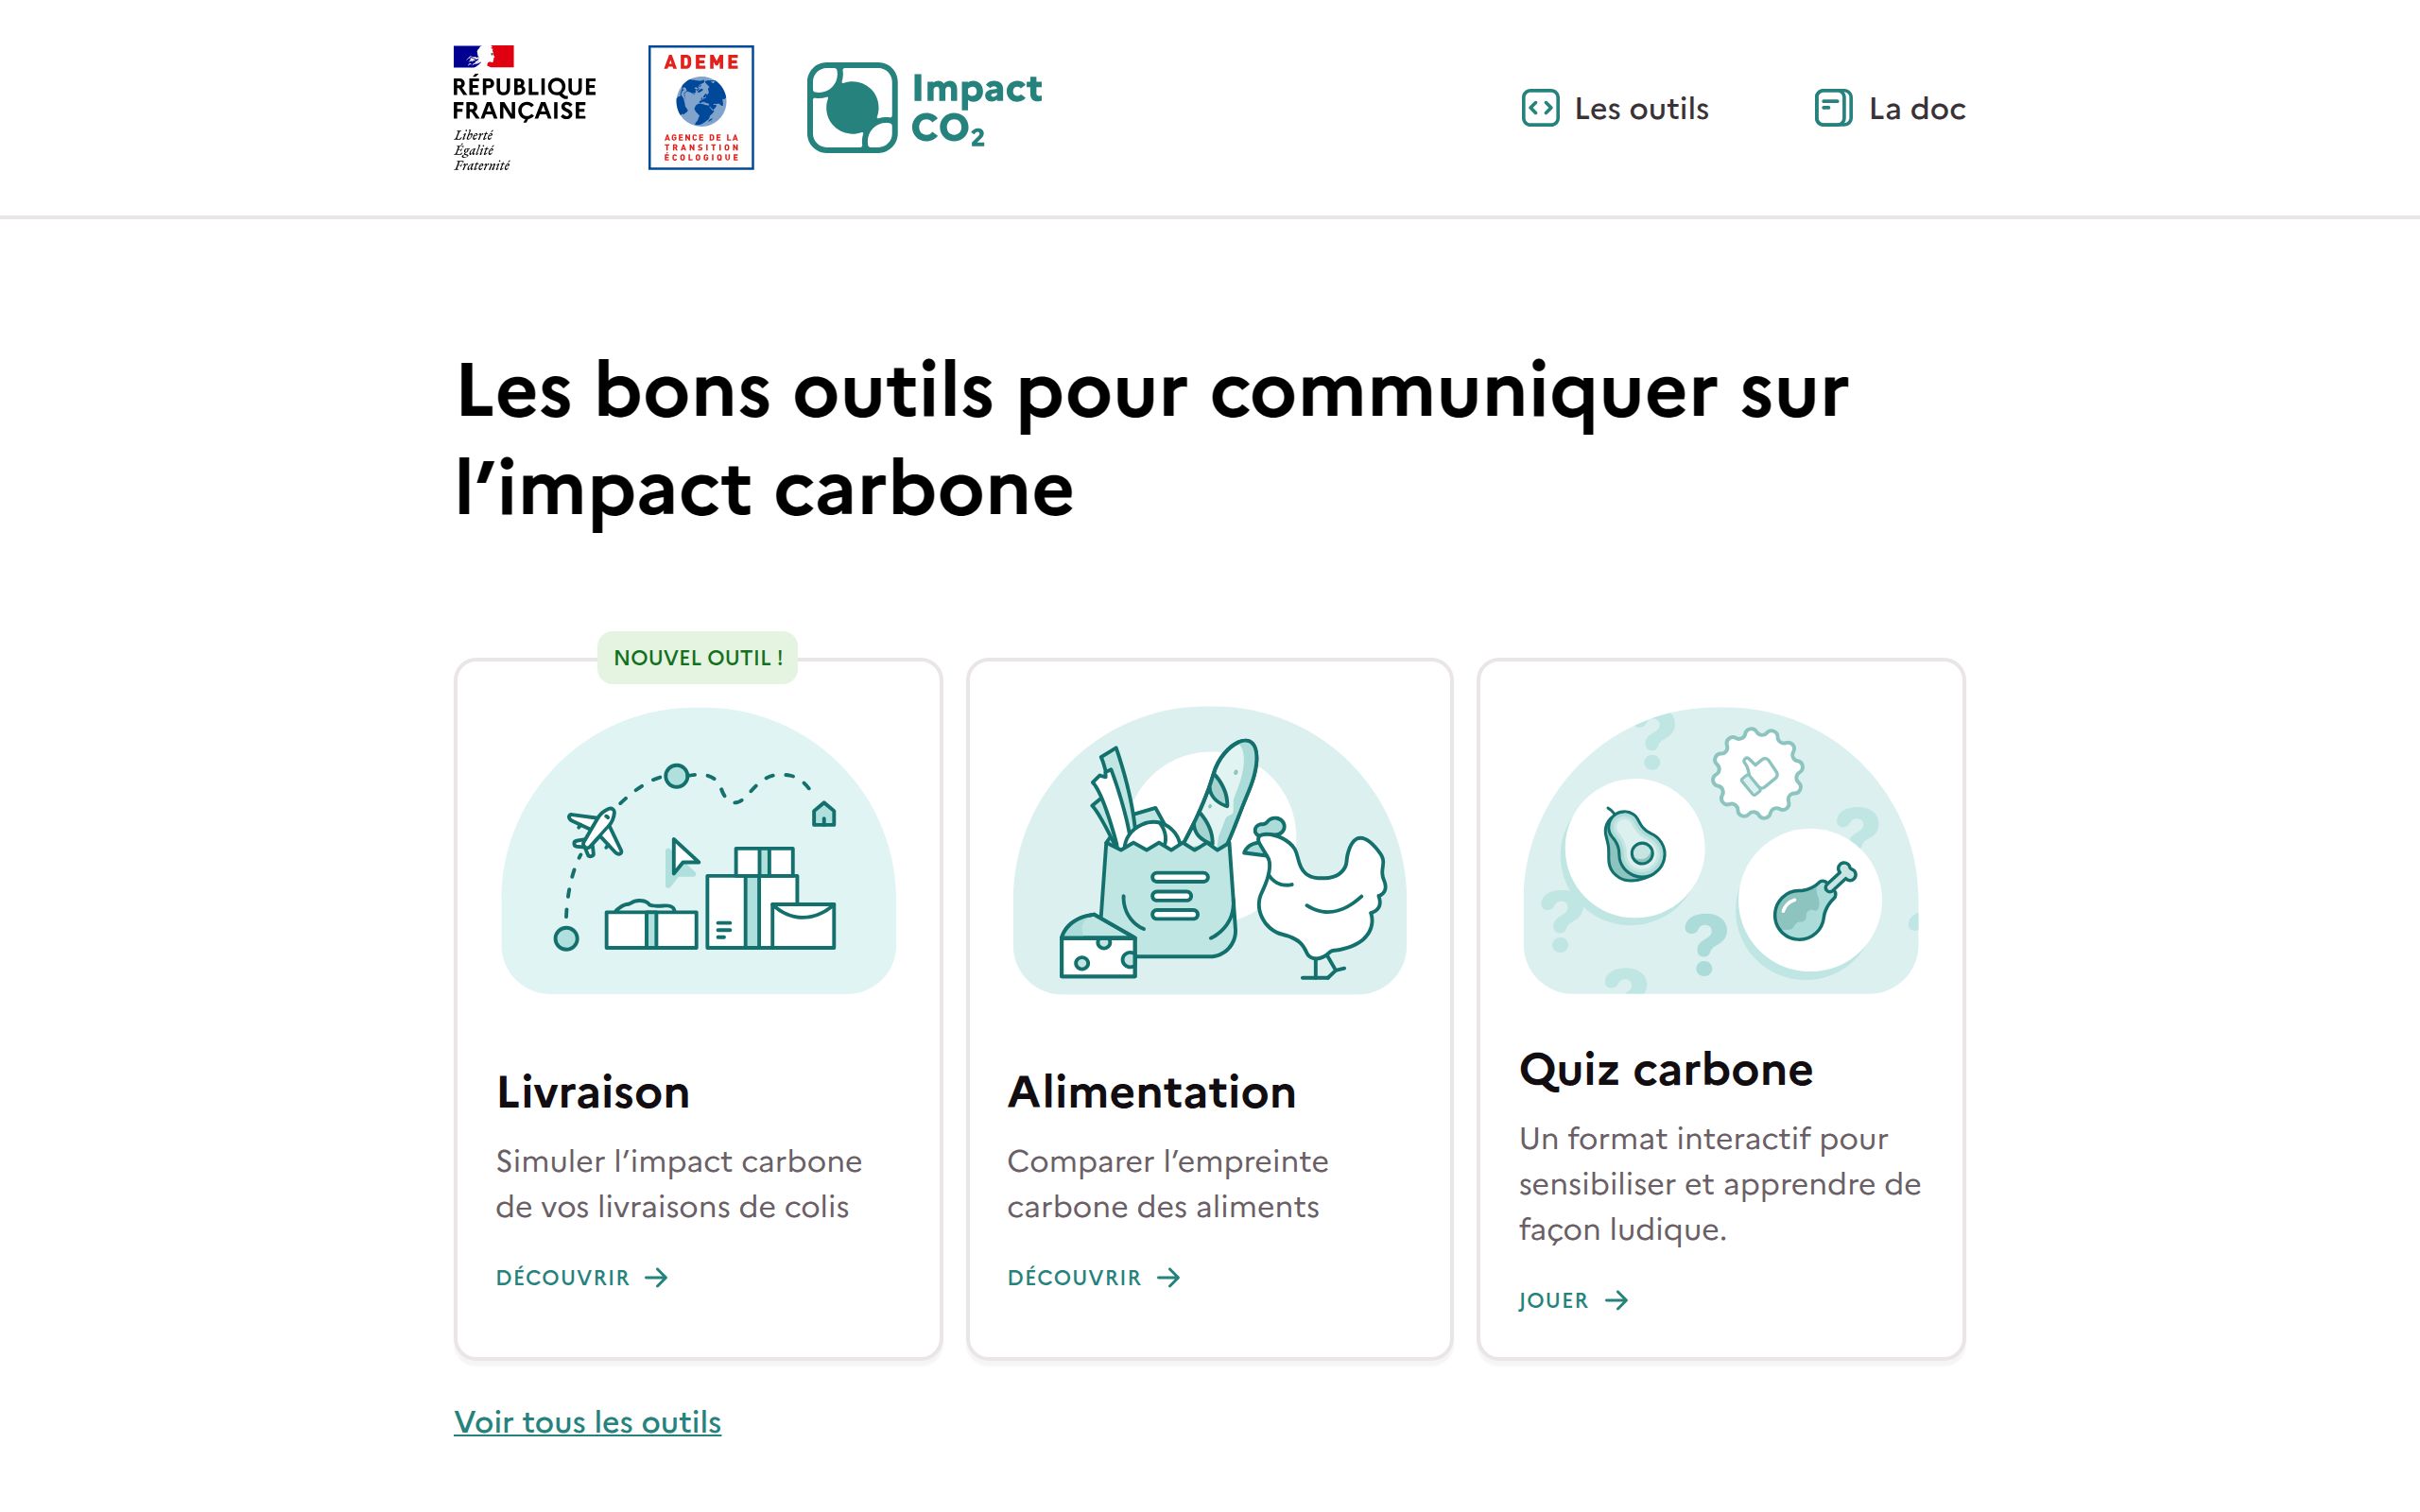 RÉPUBLIQUE
FRANÇAISE
Liberté
Égalité
Fraternité
ADEME
AGENCE DE LA
TRANSITION
ÉCOLOGIQUE
Impact
CO₂
Les outils
La doc
Les bons outils pour communiquer sur
l’impact carbone
NOUVEL OUTIL !
Livraison
Simuler l’impact carbone
de vos livraisons de colis
DÉCOUVRIR →
Alimentation
Comparer l’empreinte
carbone des aliments
DÉCOUVRIR →
Quiz carbone
Un format interactif pour
sensibiliser et apprendre de
façon ludique.
JOUER →
Voir tous les outils